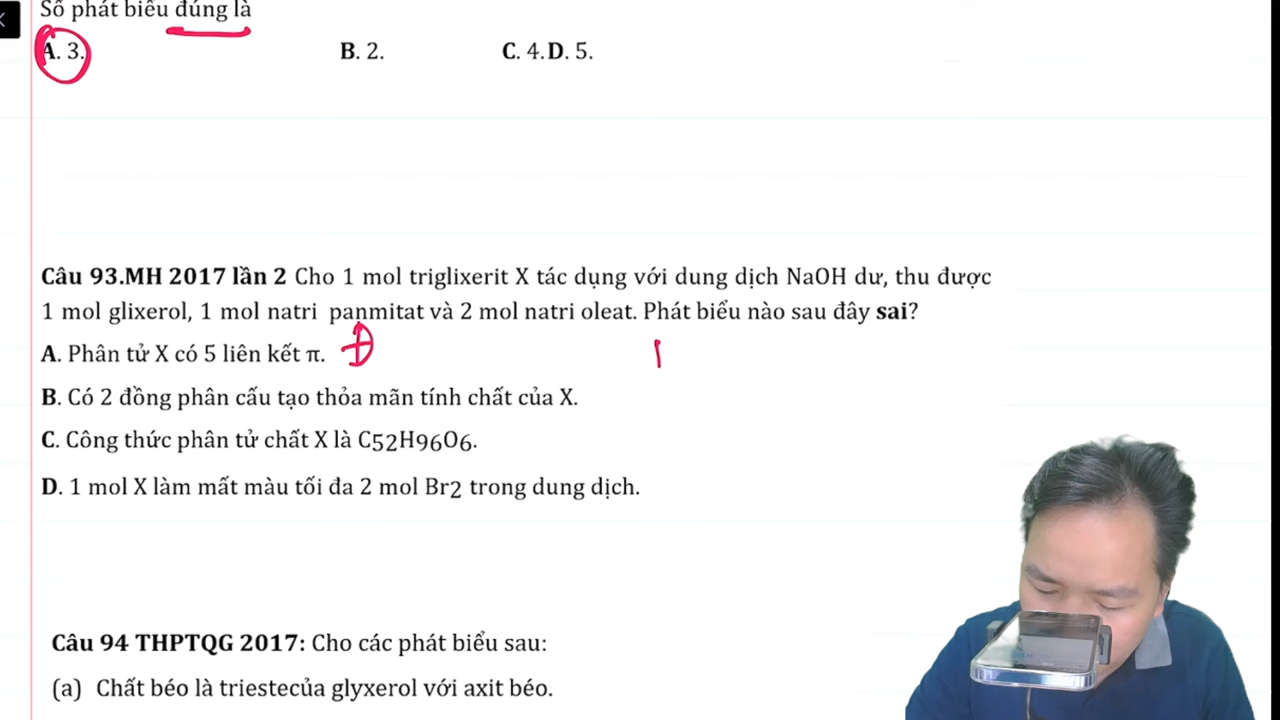 Số phát biểu đúng là
A. 3.
B. 2.
C. 4.D. 5.
Câu 93.MH 2017 lần 2 Cho 1 mol triglixerit X tác dụng với dung dịch NaOH dư, thu được
1 mol glixerol, 1 mol natri panmitat và 2 mol natri oleat. Phát biểu nào sau đây sai?
A. Phân tử X có 5 liên kết π. Đ
B. Có 2 đồng phân cấu tạo thỏa mãn tính chất của X.
C. Công thức phân tử chất X là C52H96O6.
D. 1 mol X làm mất màu tối đa 2 mol Br2 trong dung dịch.
Câu 94 THPTQG 2017: Cho các phát biểu sau:
(a) Chất béo là triestecủa glyxerol với axit béo.